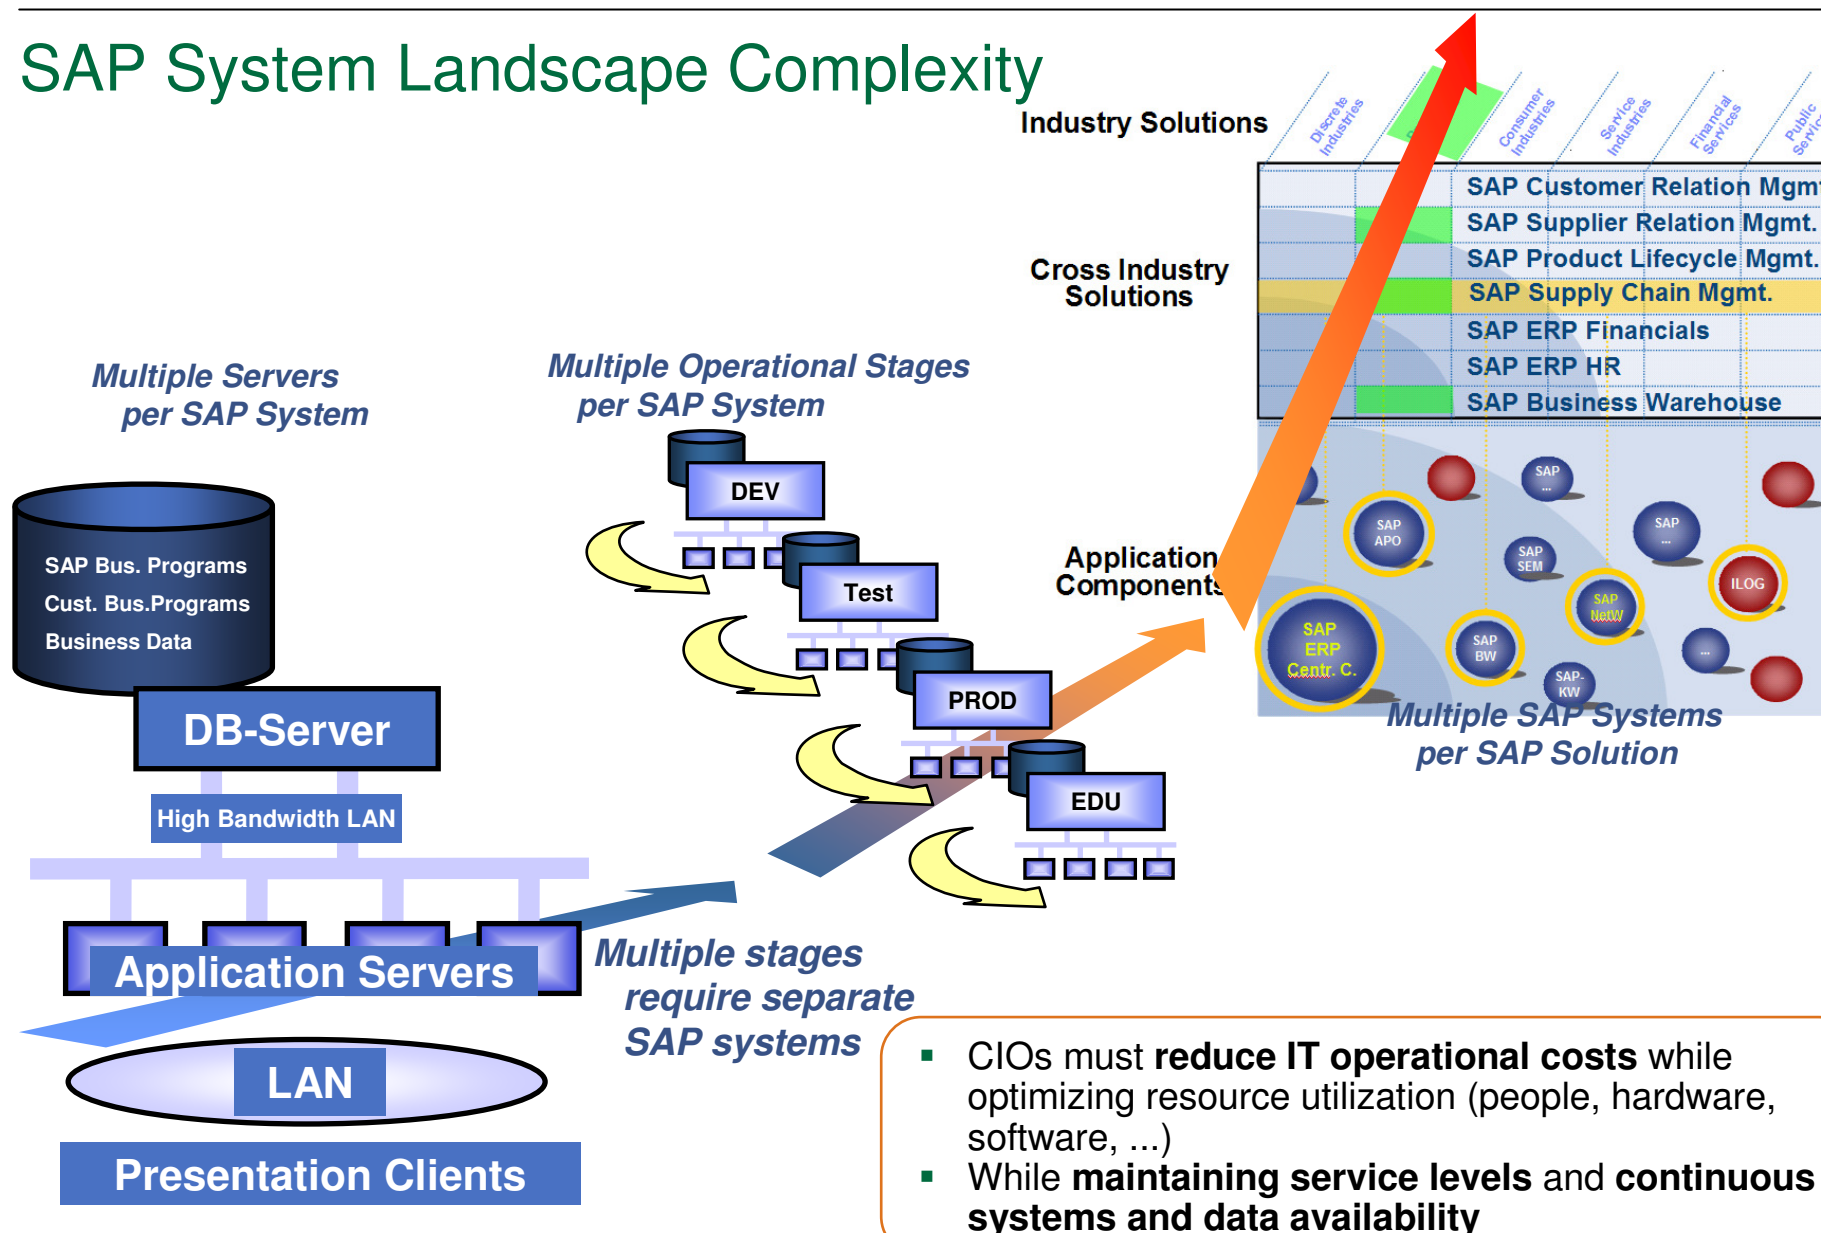 SAP System Landscape Complexity
Industry Solutions
Discrete
Industries
Consumer
Industries
Service
Industries
Financial
Services
Public
SAP Customer Relation Mgmt
SAP Supplier Relation Mgmt.
SAP Product Lifecycle Mgmt.
SAP Supply Chain Mgmt.
SAP ERP Financials
SAP ERP HR
SAP Business Warehouse
Cross Industry
Solutions
Application
Components
SAP
...
SAP
APO
SAP
SEM
SAP
...
ILOG
SAP
NetW
SAP
ERP
Centr. C.
SAP
BW
...
SAP-
KW
Multiple SAP Systems
per SAP Solution
Multiple Servers
per SAP System
SAP Bus. Programs
Cust. Bus.Programs
Business Data
DB-Server
High Bandwidth LAN
Application Servers
LAN
Presentation Clients
Multiple Operational Stages
per SAP System
DEV
Test
PROD
EDU
Multiple stages
require separate
SAP systems
▪ CIOs must reduce IT operational costs while
optimizing resource utilization (people, hardware,
software, ...)
▪ While maintaining service levels and continuous
systems and data availability